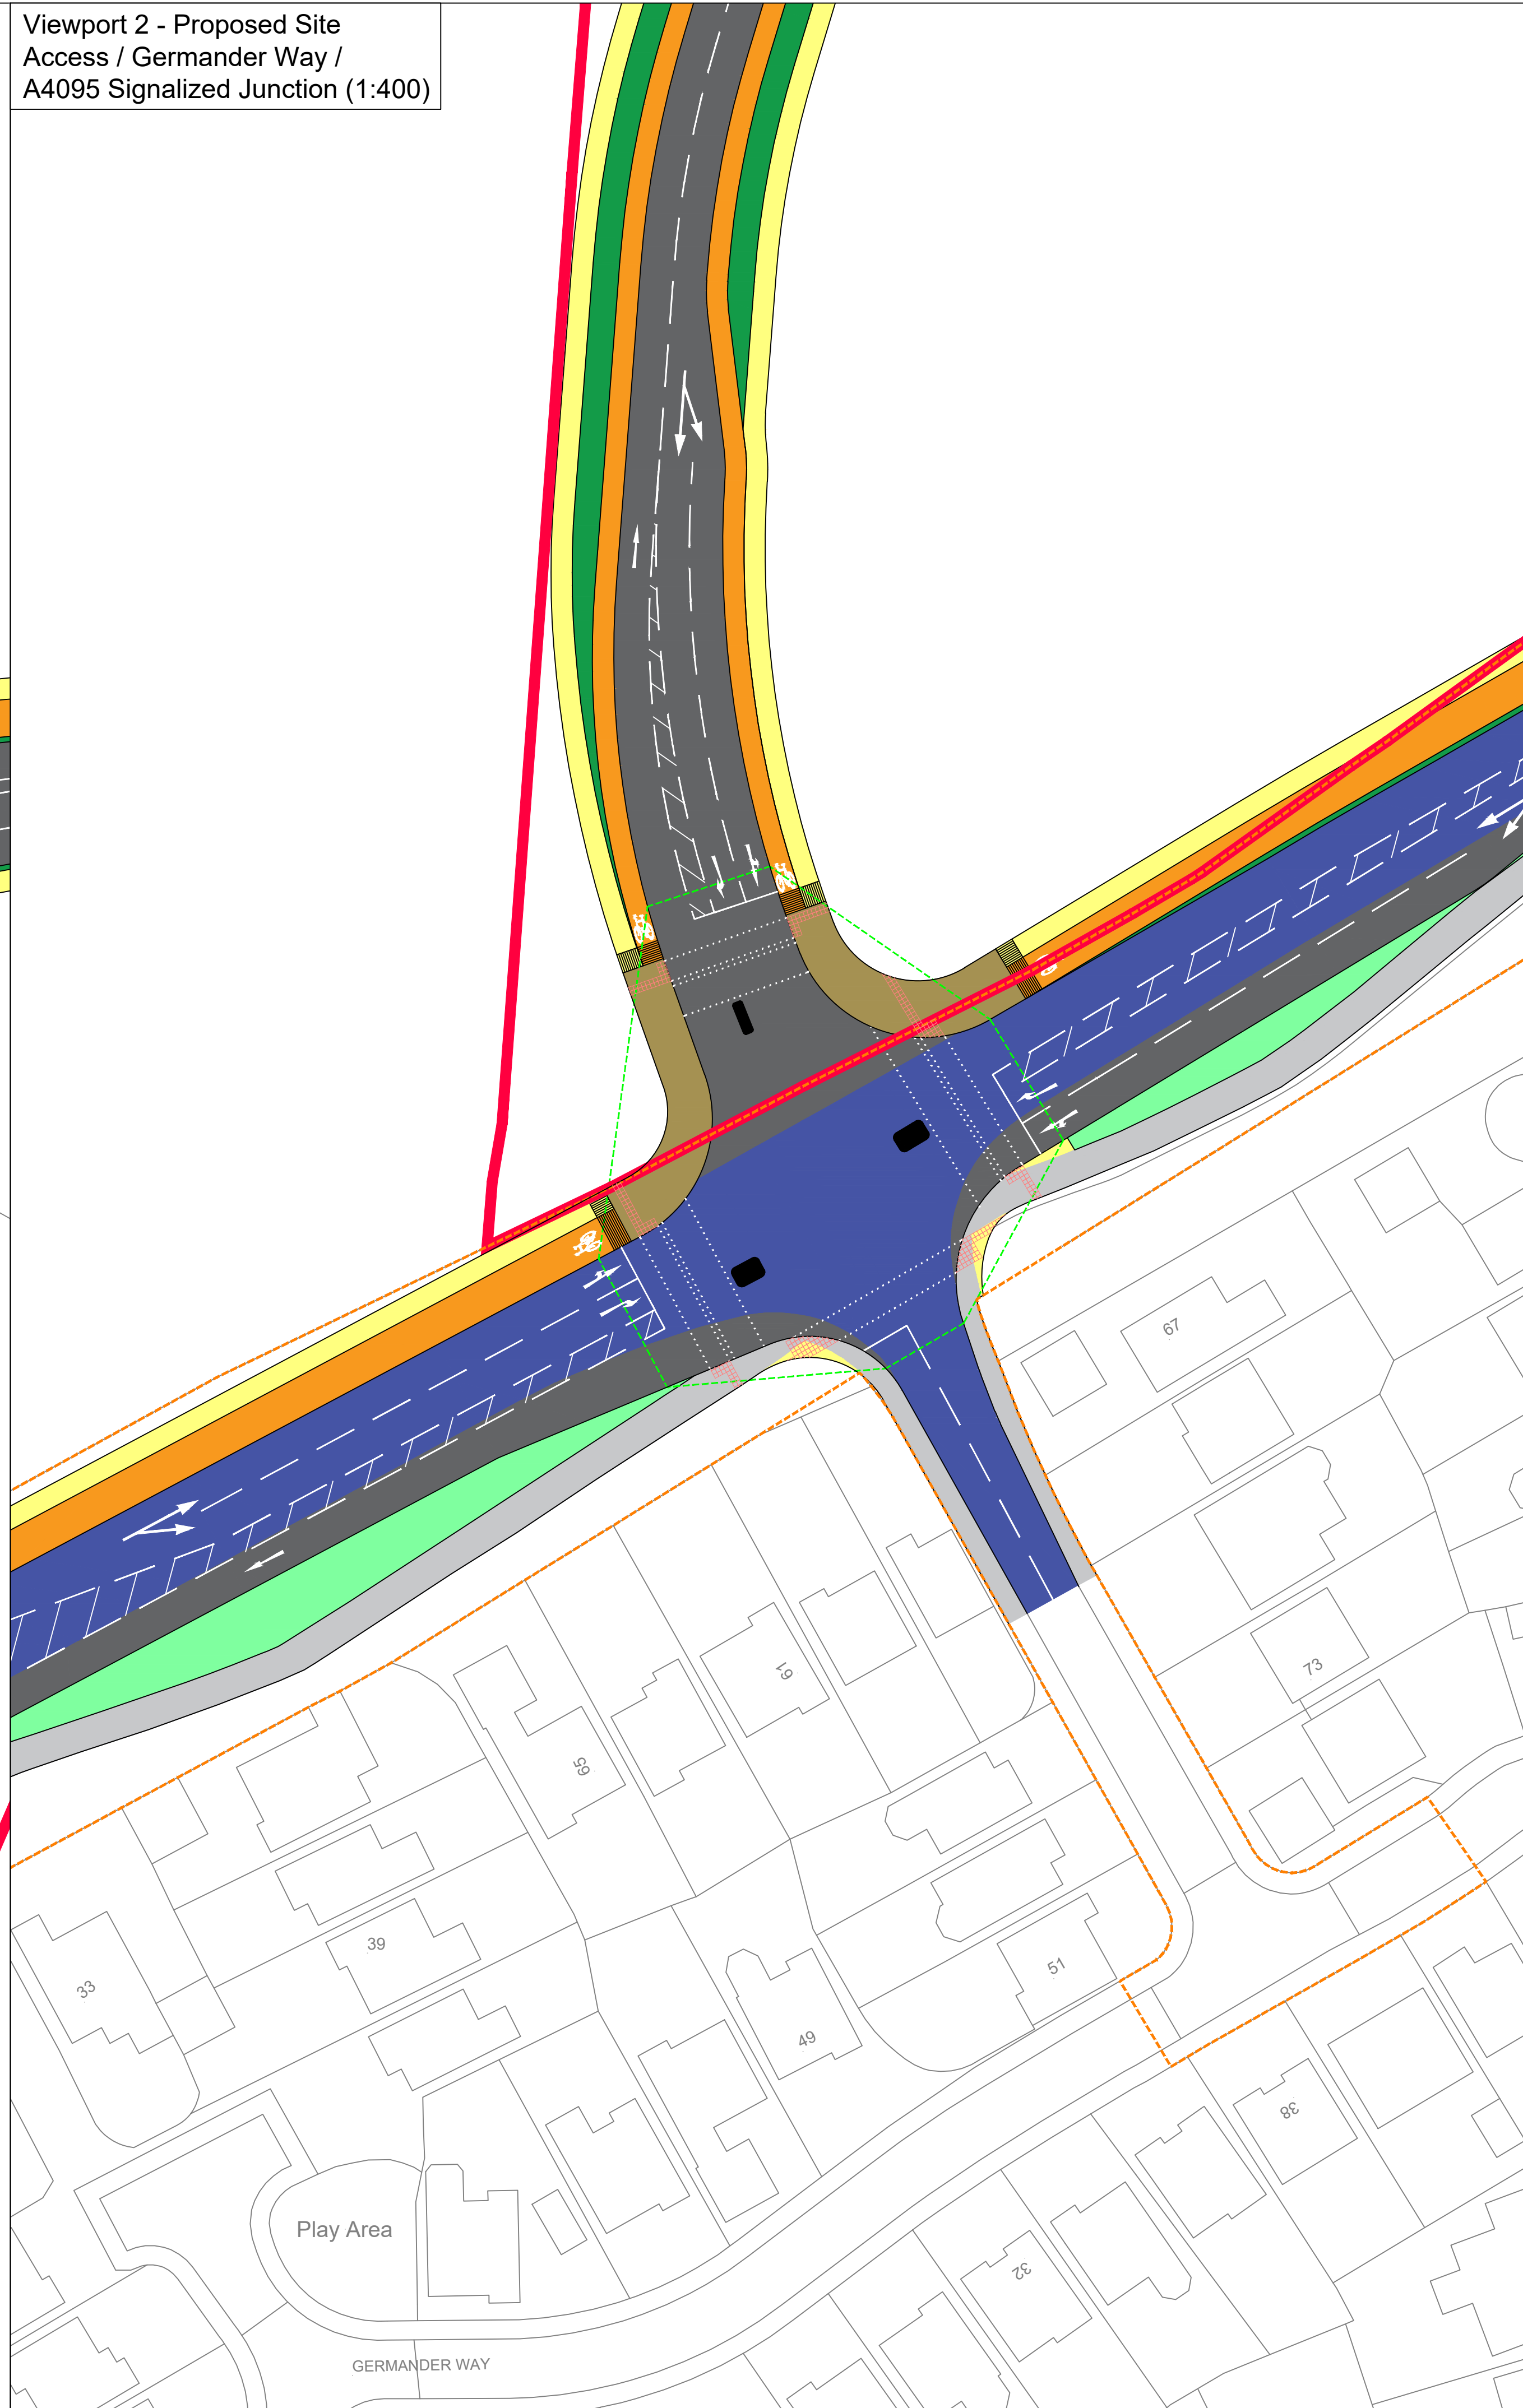 Viewport 2 - Proposed Site
Access / Germander Way /
A4095 Signalized Junction (1:400)
67
73
61
65
39
33
51
49
38
32
Play Area
GERMANDER WAY